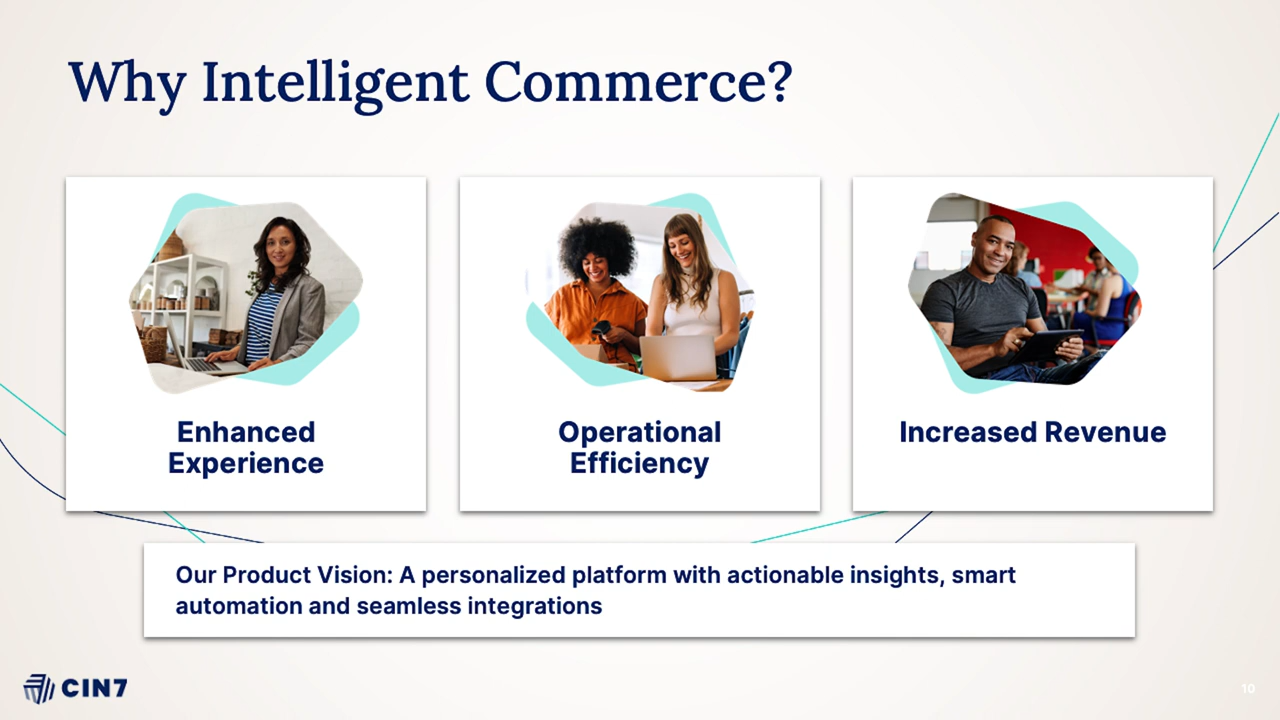 Why Intelligent Commerce?
Enhanced
Experience
Operational
Efficiency
Increased Revenue
Our Product Vision: A personalized platform with actionable insights, smart
automation and seamless integrations
CIN7
10